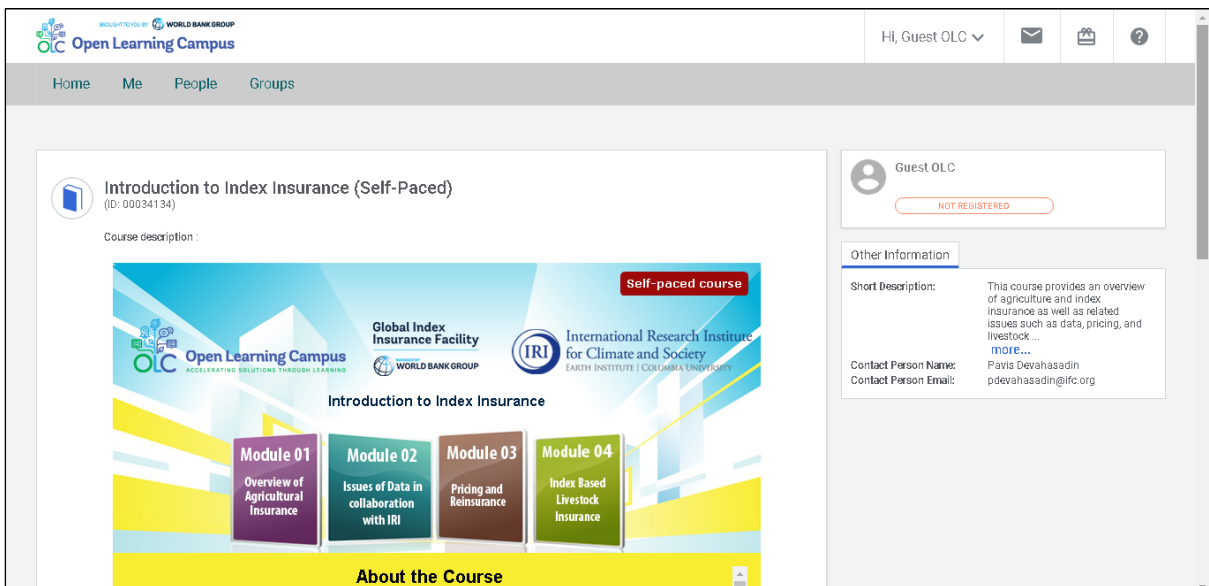 BROUGHT TO YOU BY WORLD BANK GROUP
OLC Open Learning Campus
Hi, Guest OLC
Home Me People Groups
Introduction to Index Insurance (Self-Paced)
(ID: 00034134)
Course description :
Self-paced course
OLC Open Learning Campus
ACCELERATING SOLUTIONS THROUGH LEARNING
Global Index
Insurance Facility
MANAGED BY
WORLD BANK GROUP
IRI
International Research Institute
for Climate and Society
EARTH INSTITUTE | COLUMBIA UNIVERSITY
Introduction to Index Insurance
Module 01
Overview of
Agricultural
Insurance
Module 02
Issues of Data in
collaboration
with IRI
Module 03
Pricing and
Reinsurance
Module 04
Index Based
Livestock
Insurance
About the Course
Guest OLC
NOT REGISTERED
Other Information
Short Description: This course provides an overview
of agriculture and index
insurance as well as related
issues such as data, pricing, and
livestock ...
more...
Contact Person Name: Pavis Devahasadin
Contact Person Email: pdevahasadin@ifc.org